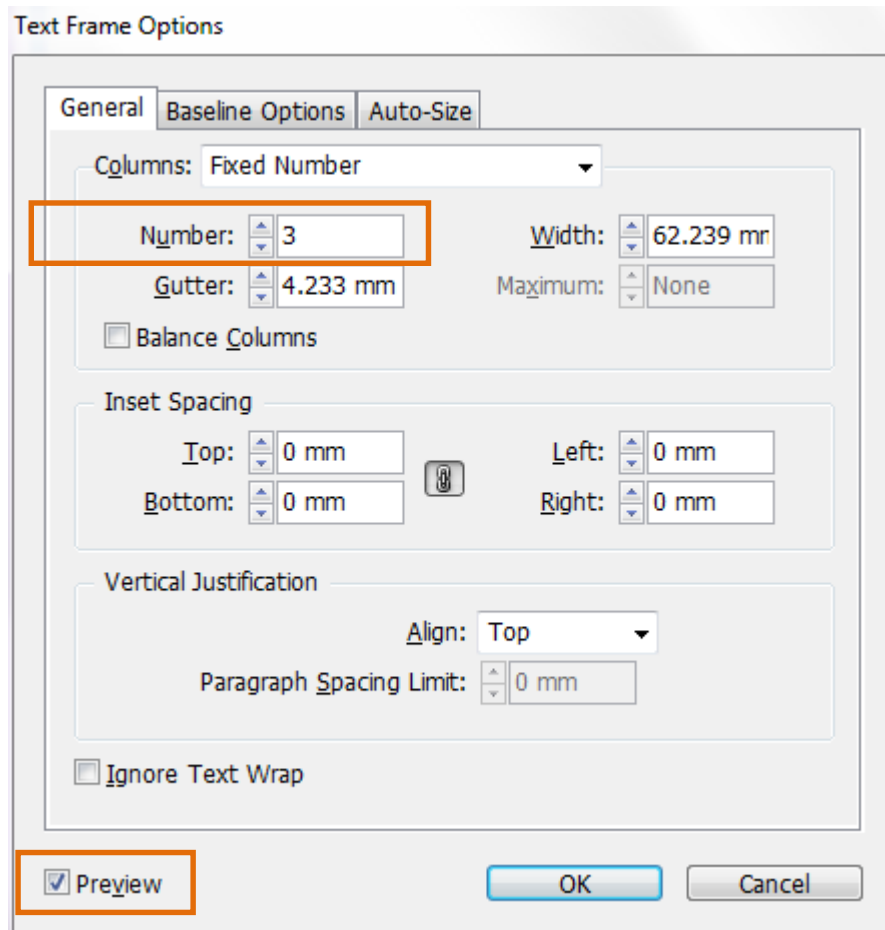 Text Frame Options
General Baseline Options Auto-Size
Columns: Fixed Number
Number: 3 Width: 62.239 mm
Gutter: 4.233 mm Maximum: None
Balance Columns
Inset Spacing
Top: 0 mm Left: 0 mm
Bottom: 0 mm Right: 0 mm
Vertical Justification
Align: Top
Paragraph Spacing Limit: 0 mm
Ignore Text Wrap
Preview OK Cancel